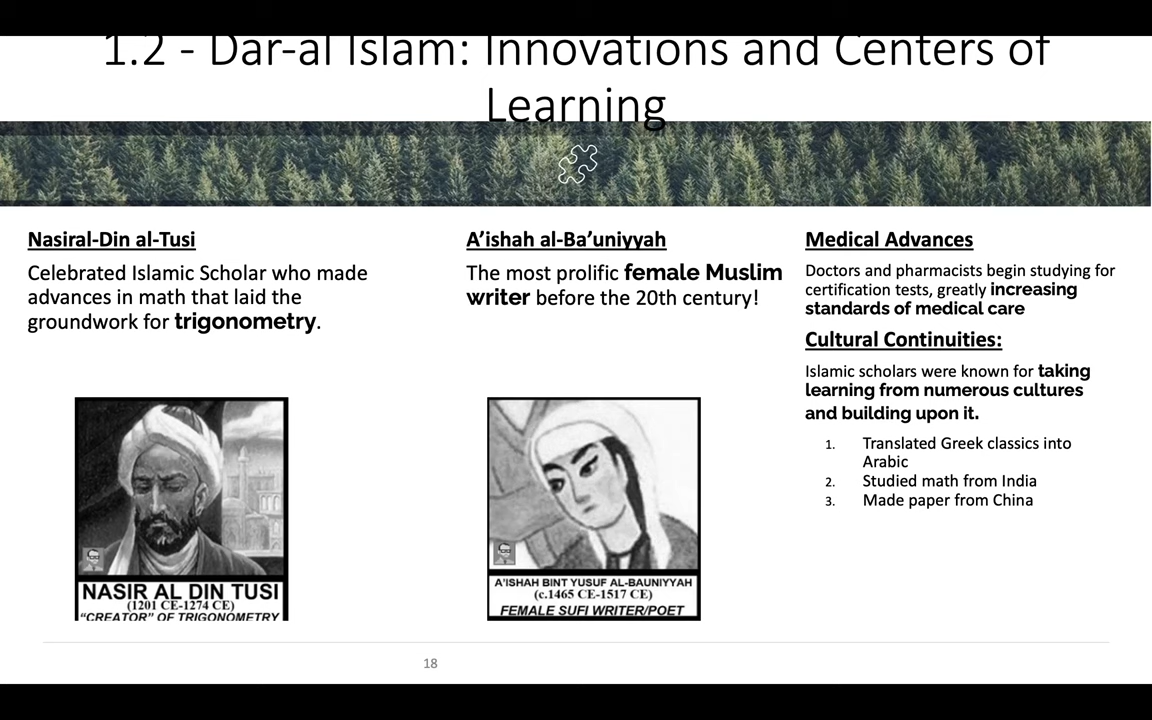 1.2 - Dar-al Islam: Innovations and Centers of
Learning
Nasiral-Din al-Tusi
Celebrated Islamic Scholar who made
advances in math that laid the
groundwork for trigonometry.
NASIR AL DIN TUSI
(1201 CE-1274 CE)
“CREATOR” OF TRIGONOMETRY
A’ishah al-Ba’uniyyah
The most prolific female Muslim
writer before the 20th century!
A’ISHAH BINT YUSUF AL-BAUNIYYAH
(c.1465 CE-1517 CE)
FEMALE SUFI WRITER/POET
Medical Advances
Doctors and pharmacists begin studying for
certification tests, greatly increasing
standards of medical care
Cultural Continuities:
Islamic scholars were known for taking
learning from numerous cultures
and building upon it.
1. Translated Greek classics into
Arabic
2. Studied math from India
3. Made paper from China
18